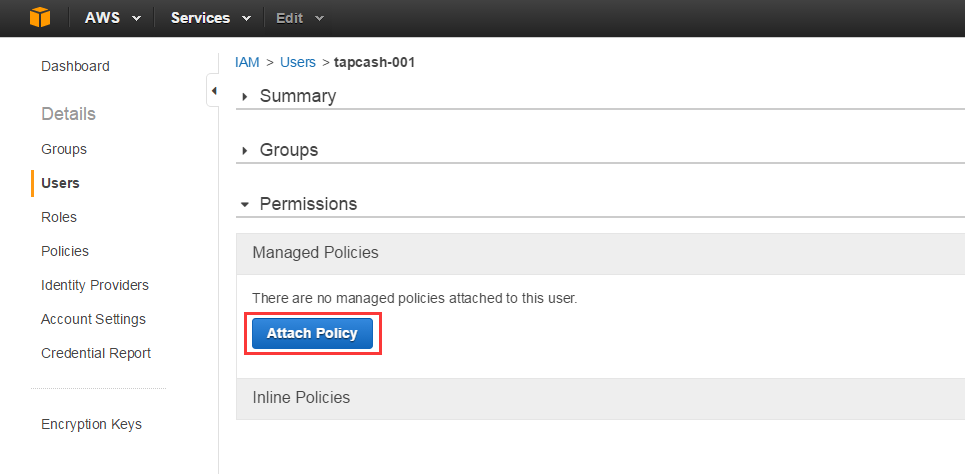 AWS Services Edit
Dashboard
Details
Groups
Users
Roles
Policies
Identity Providers
Account Settings
Credential Report
Encryption Keys
IAM > Users > tapcash-001
Summary
Groups
Permissions
Managed Policies
There are no managed policies attached to this user.
Attach Policy
Inline Policies